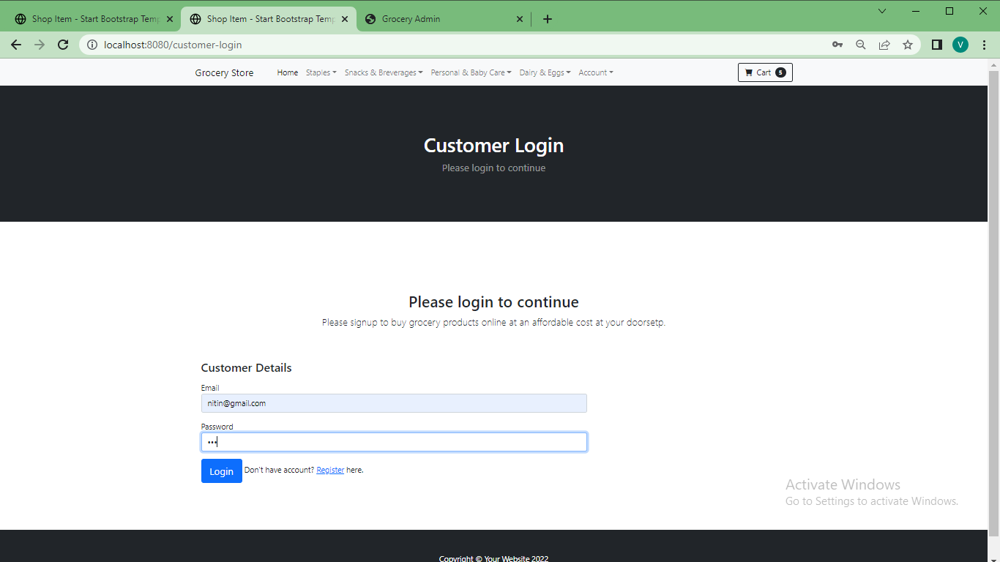 Shop Item - Start Bootstrap Temp
Shop Item - Start Bootstrap Temp
Grocery Admin
localhost:8080/customer-login
V
Grocery Store Home Staples Snacks & Breverages Personal & Baby Care Dairy & Eggs Account Cart 5
Customer Login
Please login to continue
Please login to continue
Please signup to buy grocery products online at an affordable cost at your doorsetp.
Customer Details
Email
nitin@gmail.com
Password
•••
Login Don't have account? Register here.
Activate Windows
Go to Settings to activate Windows.
Copyright © Your Website 2022